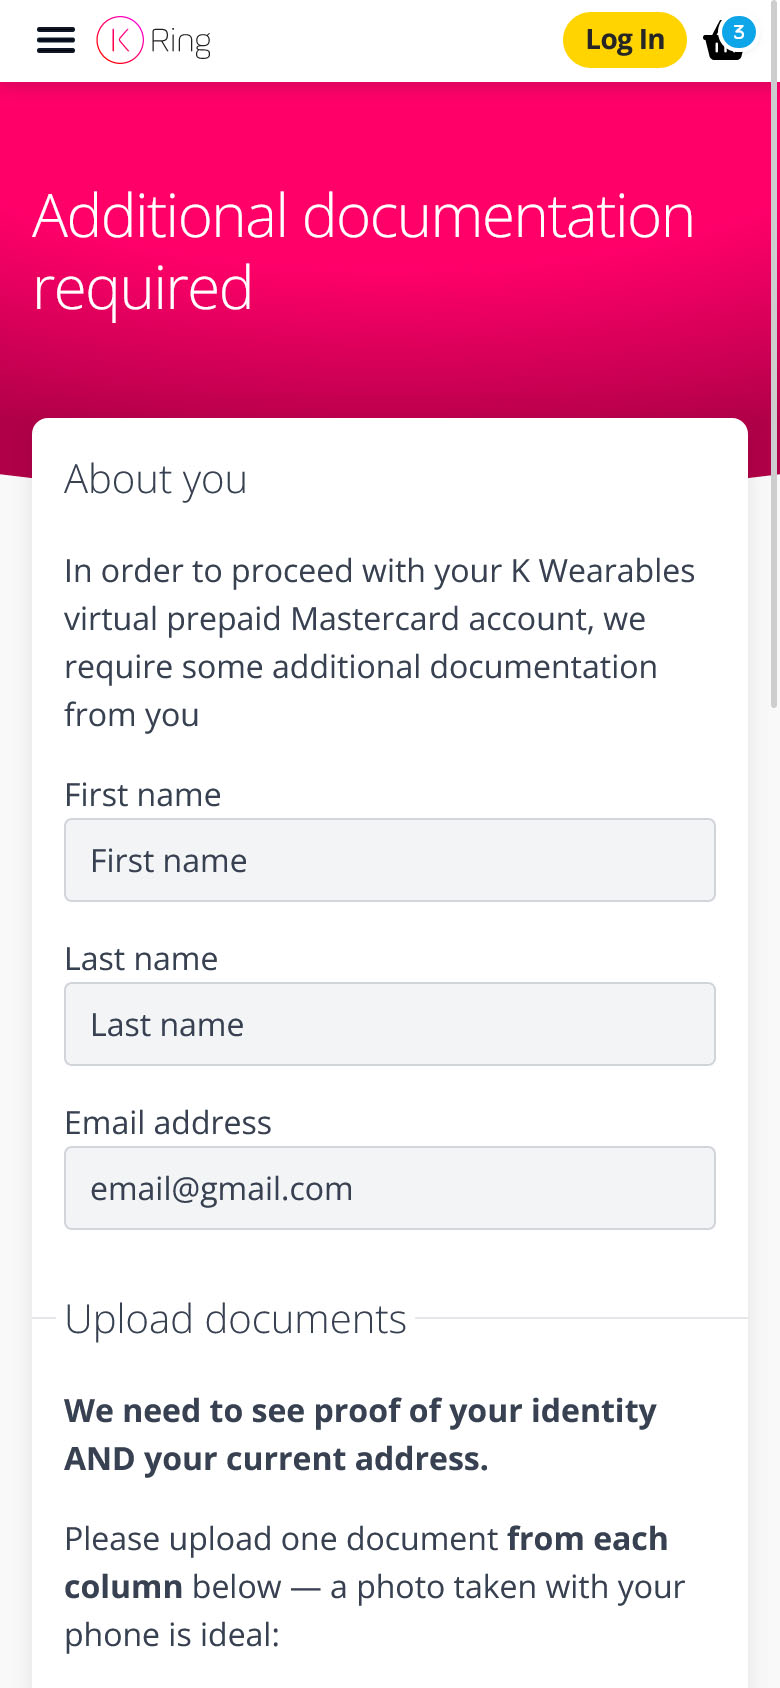 K Ring
Log In
3
Additional documentation
required
About you
In order to proceed with your K Wearables
virtual prepaid Mastercard account, we
require some additional documentation
from you
First name
First name
Last name
Last name
Email address
email@gmail.com
Upload documents
We need to see proof of your identity
AND your current address.
Please upload one document from each
column below — a photo taken with your
phone is ideal: